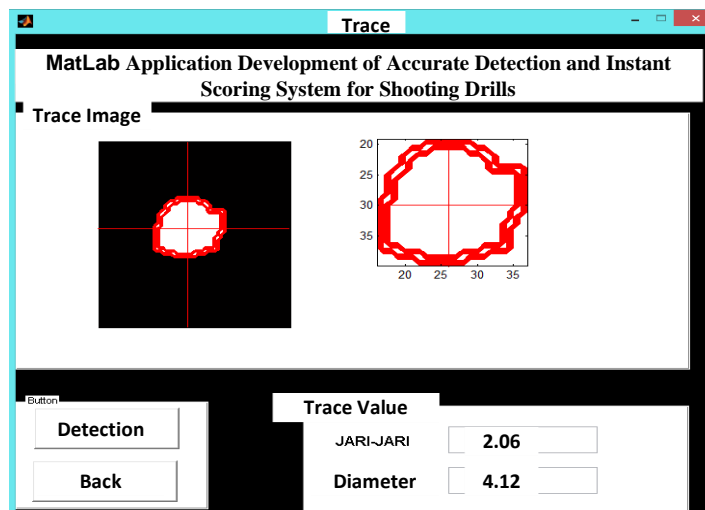 Trace
MatLab Application Development of Accurate Detection and Instant
Scoring System for Shooting Drills
Trace Image
20
25
30
35
20 25 30 35
Button
Detection
Back
Trace Value
JARI-JARI 2.06
Diameter 4.12